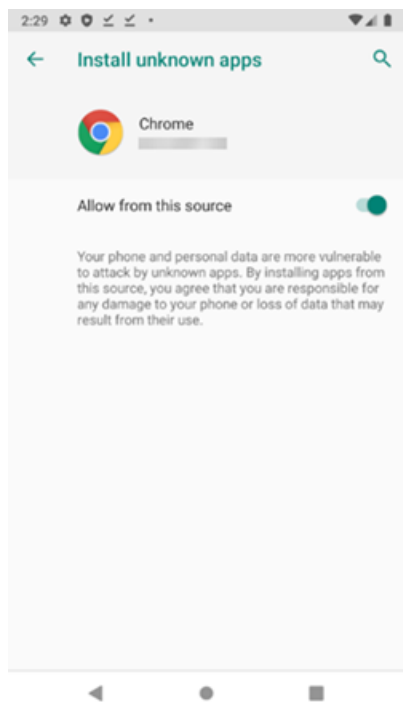 2:29
Install unknown apps
Chrome
Allow from this source
Your phone and personal data are more vulnerable
to attack by unknown apps. By installing apps from
this source, you agree that you are responsible for
any damage to your phone or loss of data that may
result from their use.